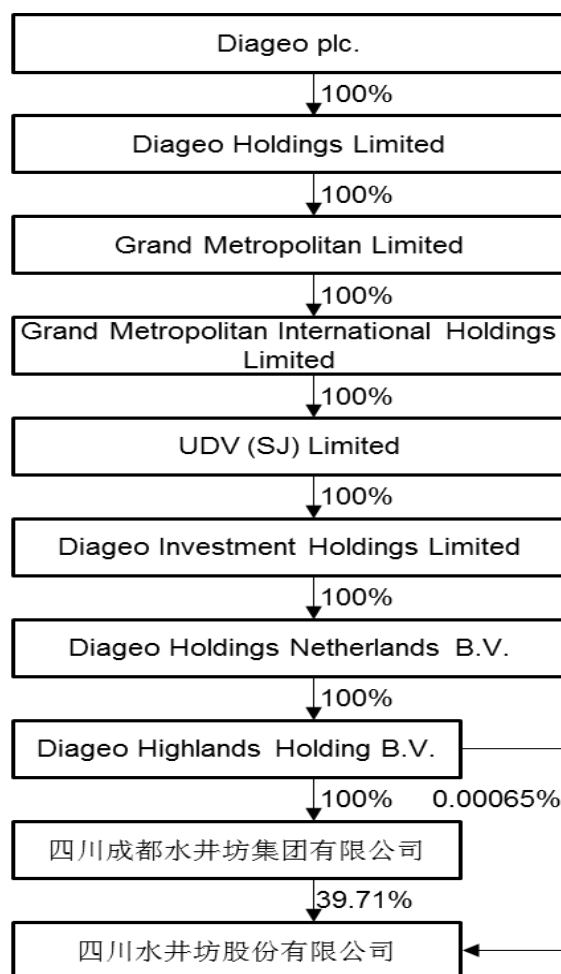 Diageo plc.
100%
Diageo Holdings Limited
100%
Grand Metropolitan Limited
100%
Grand Metropolitan International Holdings
Limited
100%
UDV (SJ) Limited
100%
Diageo Investment Holdings Limited
100%
Diageo Holdings Netherlands B.V.
100%
Diageo Highlands Holding B.V.
100% 0.00065%
四川成都水井坊集团有限公司
39.71%
四川水井坊股份有限公司